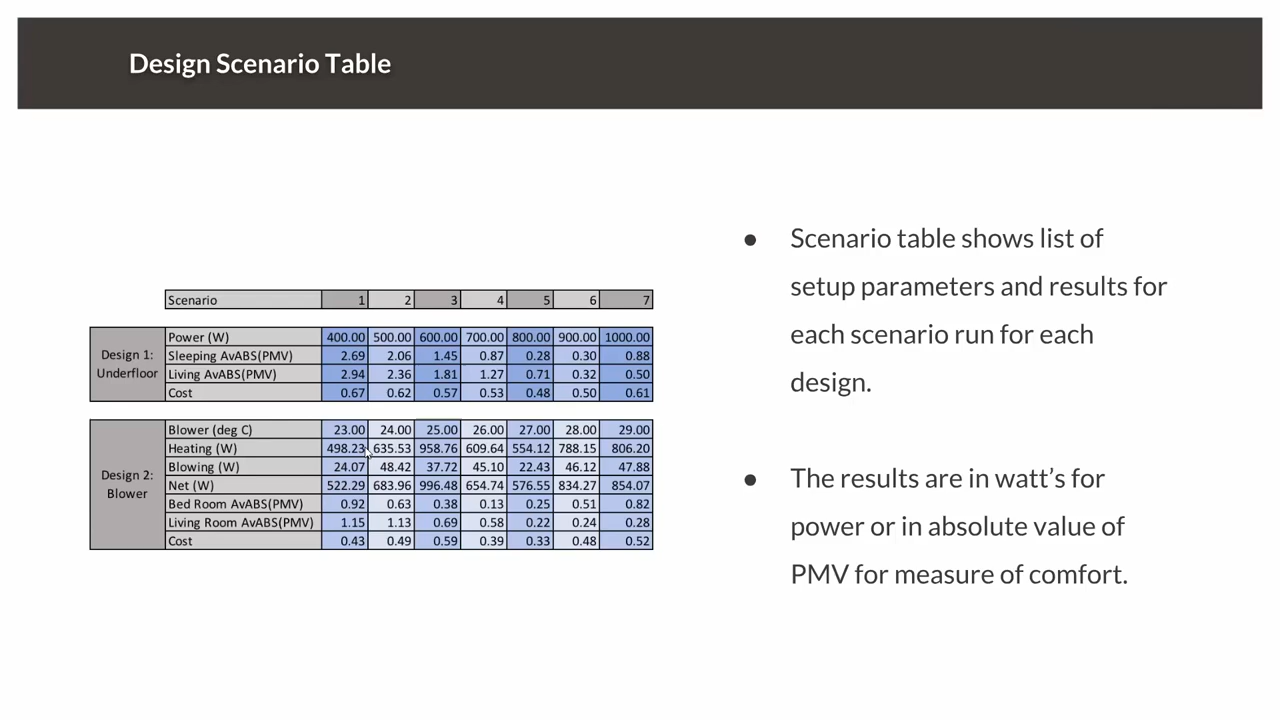 Design Scenario Table
Scenario 1 2 3 4 5 6 7
Design 1:
Underfloor
Power (W) 400.00 500.00 600.00 700.00 800.00 900.00 1000.00
Sleeping AvABS(PMV) 2.69 2.06 1.45 0.87 0.28 0.30 0.88
Living AvABS(PMV) 2.94 2.36 1.81 1.27 0.71 0.32 0.50
Cost 0.67 0.62 0.57 0.53 0.48 0.50 0.61
Design 2:
Blower
Blower (deg C) 23.00 24.00 25.00 26.00 27.00 28.00 29.00
Heating (W) 498.23 635.53 958.76 609.64 554.12 788.15 806.20
Blowing (W) 24.07 48.42 37.72 45.10 22.43 46.12 47.88
Net (W) 522.29 683.96 996.48 654.74 576.55 834.27 854.07
Bed Room AvABS(PMV) 0.92 0.63 0.38 0.13 0.25 0.51 0.82
Living Room AvABS(PMV) 1.15 1.13 0.69 0.58 0.22 0.24 0.28
Cost 0.43 0.49 0.59 0.39 0.33 0.48 0.52
● Scenario table shows list of
setup parameters and results for
each scenario run for each
design.
● The results are in watt’s for
power or in absolute value of
PMV for measure of comfort.